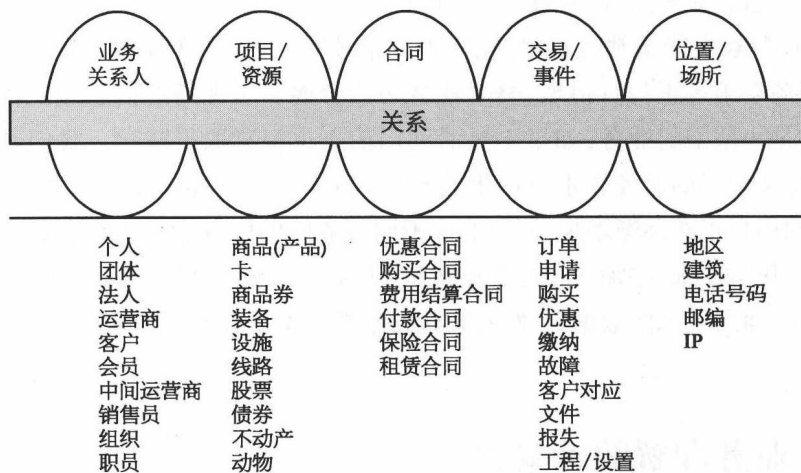 业务
关系人
项目/
资源
合同
交易/
事件
位置/
场所
关系
个人
团体
法人
运营商
客户
会员
中间运营商
销售员
组织
职员
商品(产品)
卡
商品券
装备
设施
线路
股票
债券
不动产
动物
优惠合同
购买合同
费用结算合同
付款合同
保险合同
租赁合同
订单
申请
购买
优惠
缴纳
故障
客户对应
文件
报失
工程/设置
地区
建筑
电话号码
邮编
IP